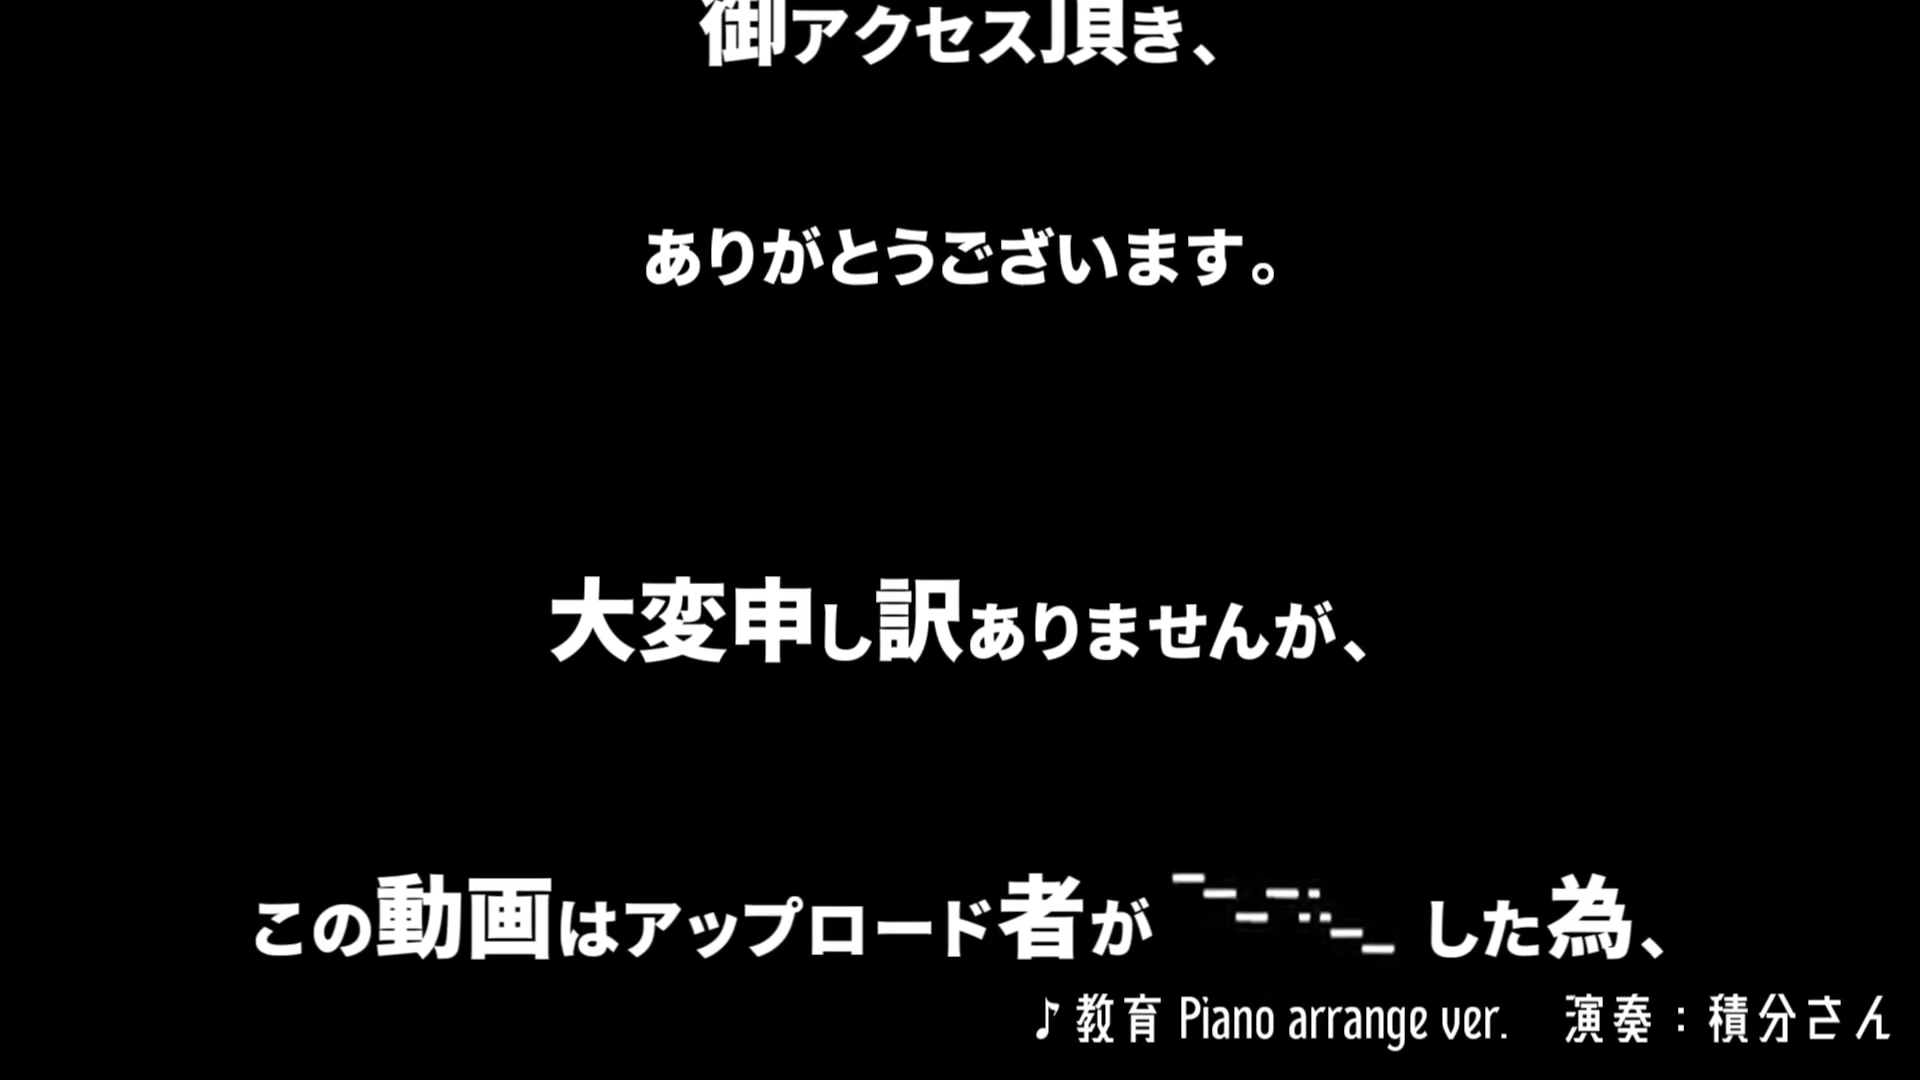 御アクセス頂き、
ありがとうございます。
大変申し訳ありませんが、
この動画はアップロード者が した為、
♪ 教育 Piano arrange ver. 演奏：積分さん